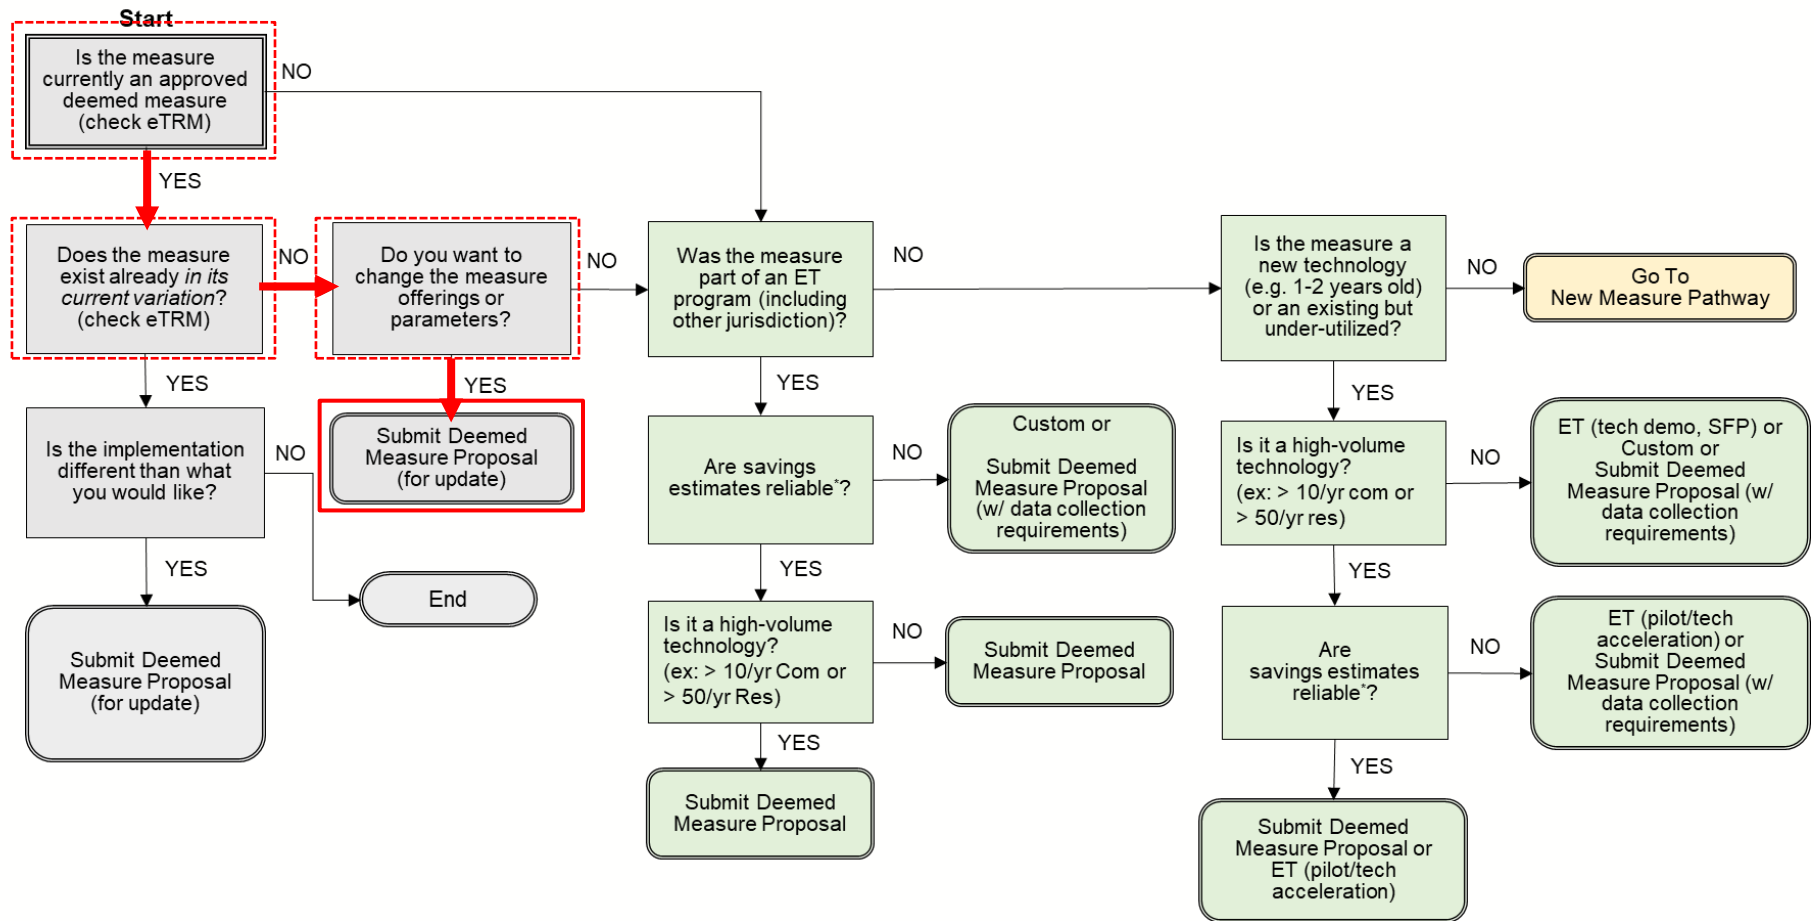 Start
Is the measure
currently an approved
deemed measure
(check eTRM)
NO
YES
Does the measure
exist already in its
current variation?
(check eTRM)
NO
Do you want to
change the measure
offerings or
parameters?
NO
Was the measure
part of an ET
program (including
other jurisdiction)?
NO
Is the measure a
new technology
(e.g. 1-2 years old)
or an existing but
under-utilized?
NO
Go To
New Measure Pathway
YES
YES
YES
YES
Is the implementation
different than what
you would like?
NO
Submit Deemed
Measure Proposal
(for update)
Are savings
estimates reliable*?
NO
Custom or
Submit Deemed
Measure Proposal
(w/ data collection
requirements)
Is it a high-volume
technology?
(ex: > 10/yr com or
> 50/yr res)
NO
ET (tech demo, SFP) or
Custom or
Submit Deemed
Measure Proposal (w/
data collection
requirements)
YES
End
YES
YES
Submit Deemed
Measure Proposal
(for update)
Is it a high-volume
technology?
(ex: > 10/yr Com or
> 50/yr Res)
NO
Submit Deemed
Measure Proposal
Are
savings estimates
reliable*?
NO
ET (pilot/tech
acceleration) or
Submit Deemed
Measure Proposal (w/
data collection
requirements)
YES
YES
Submit Deemed
Measure Proposal
Submit Deemed
Measure Proposal or
ET (pilot/tech
acceleration)